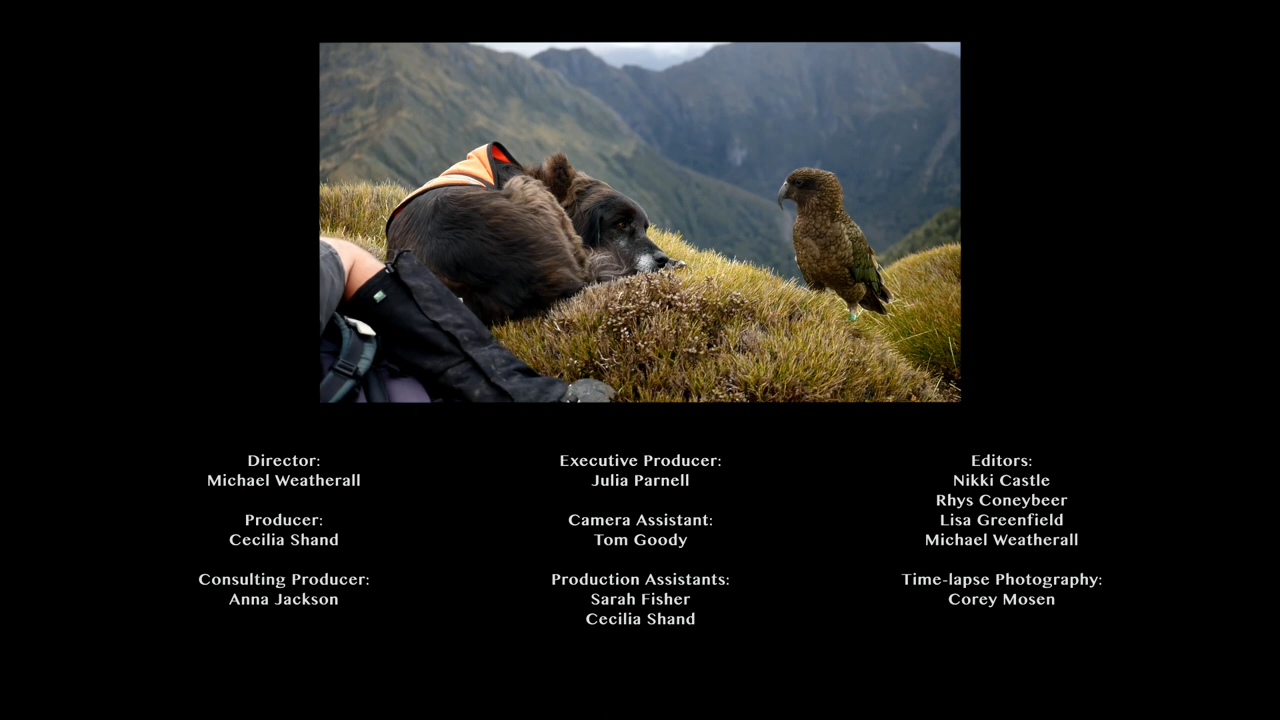 Director:
Michael Weatherall
Producer:
Cecilia Shand
Consulting Producer:
Anna Jackson
Executive Producer:
Julia Parnell
Camera Assistant:
Tom Goody
Production Assistants:
Sarah Fisher
Cecilia Shand
Editors:
Nikki Castle
Rhys Coneybeer
Lisa Greenfield
Michael Weatherall
Time-lapse Photography:
Corey Mosen